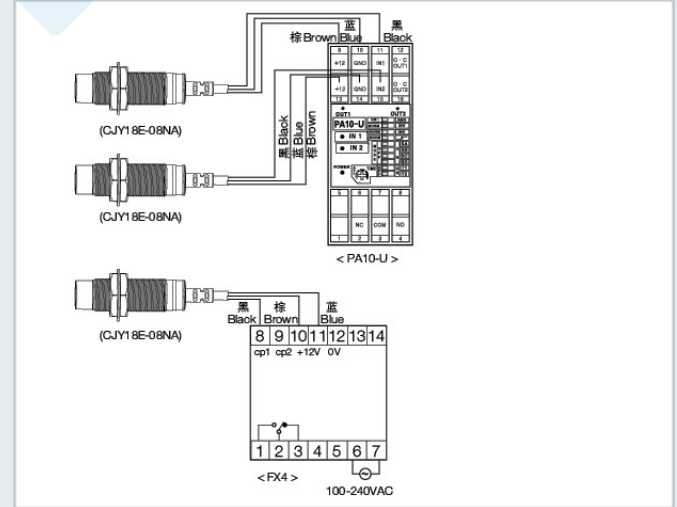 蓝 黑
棕 Brown Blue Black
9 10 11 12
+12 GND IN1 O·C OUT1
+12 GND IN2 O·C OUT2
13 14 15 16
(CJY18E-08NA)
OUT1 OUT2
PA10-U
IN 1
IN 2
POWER
黑 Black
蓝 Blue
棕 Brown
(CJY18E-08NA)
5 6 7 8
NC COM NO
1 2 3 4
< PA10-U >
黑 棕 蓝
Black Brown Blue
(CJY18E-08NA)
8 9 10 11 12 13 14
cp1 cp2 +12V 0V
1 2 3 4 5 6 7
< FX4 >
100-240VAC